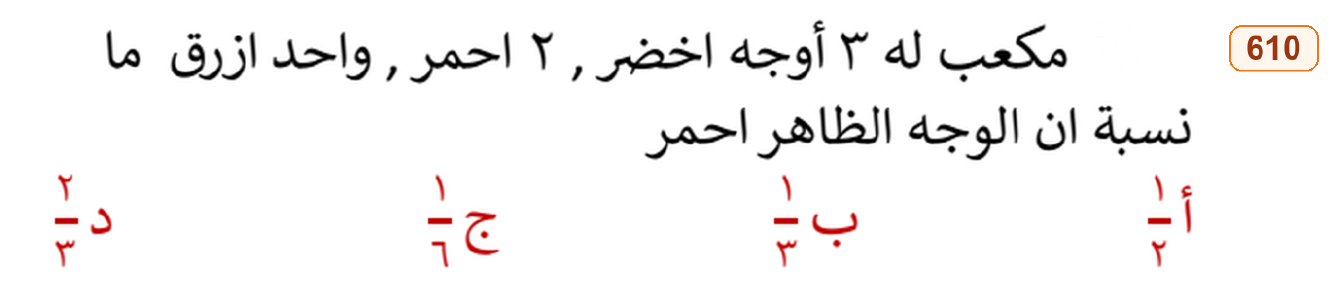 610
مكعب له ٣ أوجه اخضر , ٢ احمر , واحد ازرق ما
نسبة ان الوجه الظاهر احمر
أ ١/٢ ب ١/٣ ج ١/٦ د ٢/٣